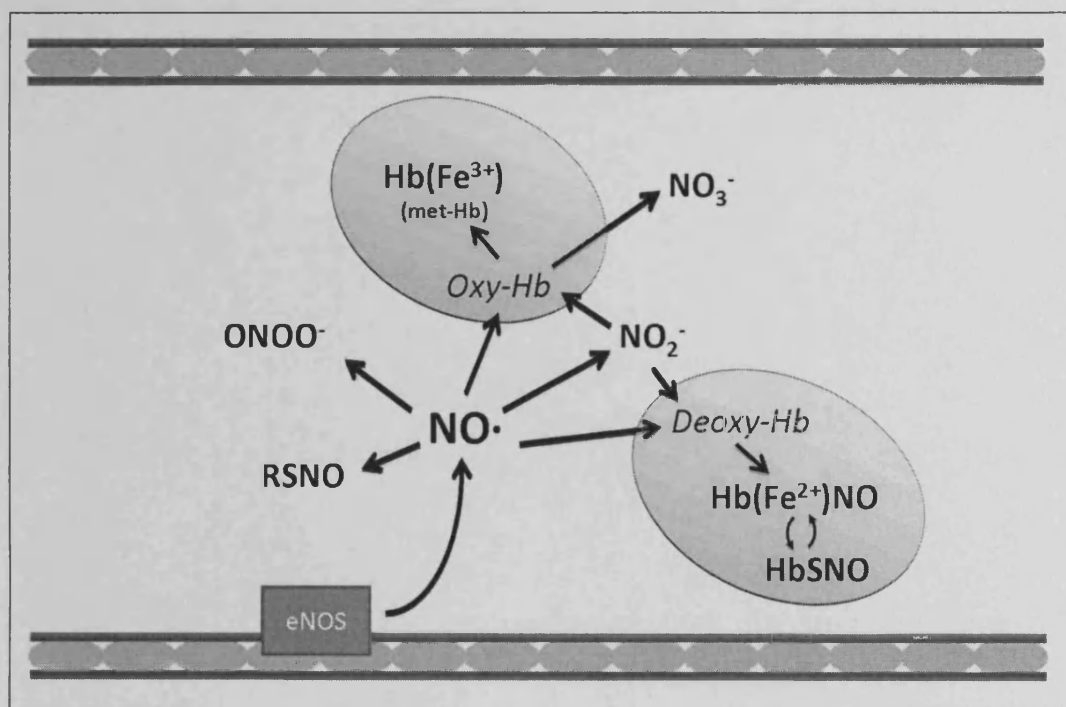 Hb(Fe³⁺)
(met-Hb)
NO₃⁻
Oxy-Hb
ONOO⁻
NO₂⁻
NO·
Deoxy-Hb
RSNO
Hb(Fe²⁺)NO
HbSNO
eNOS